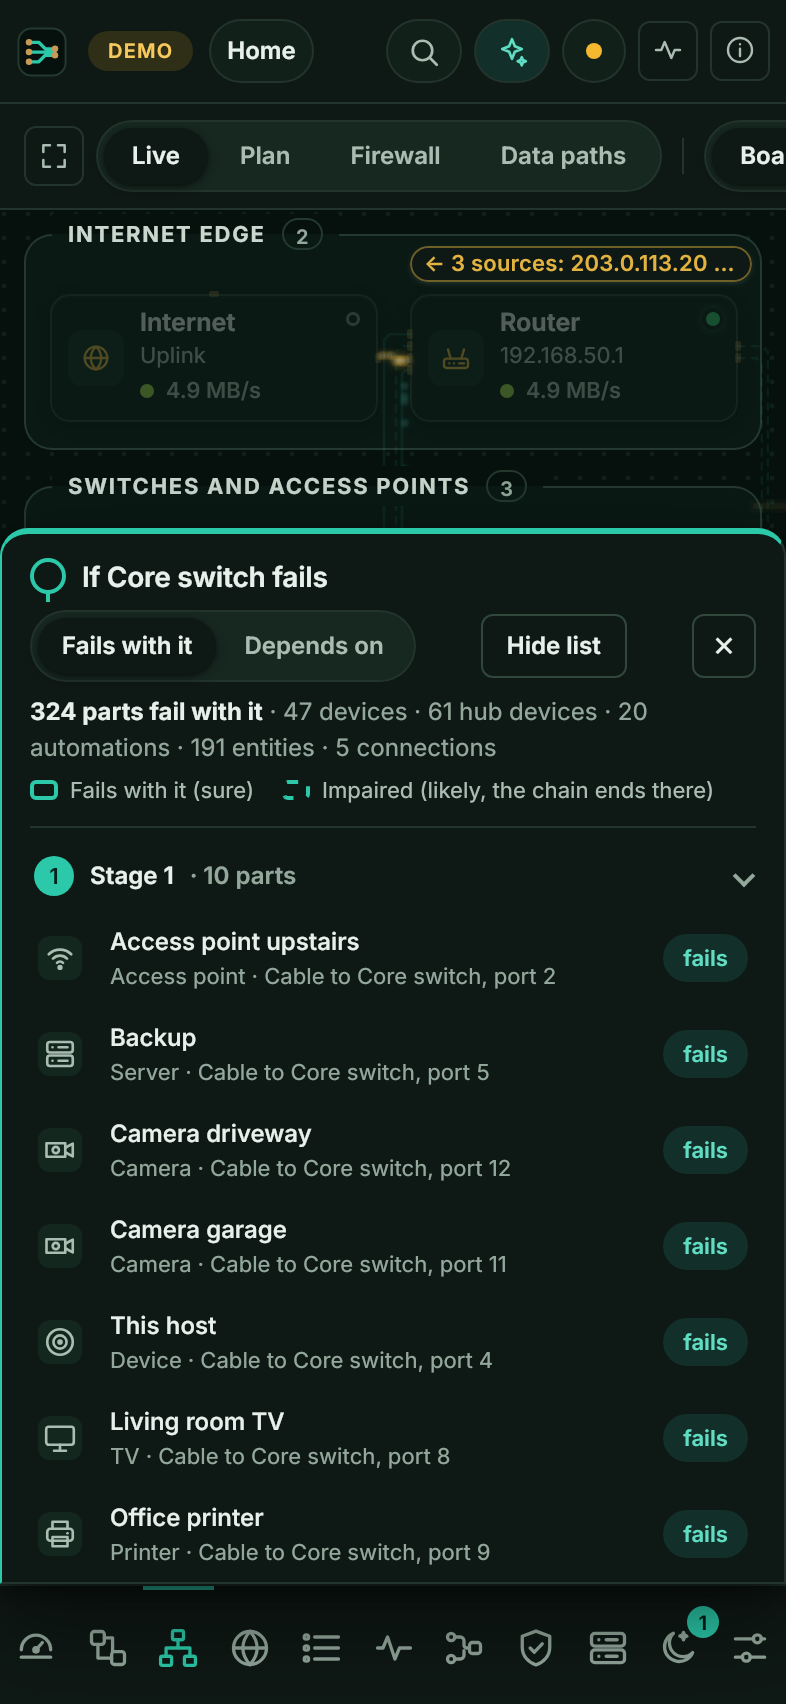 DEMO
Home
Live
Plan
Firewall
Data paths
Boa
INTERNET EDGE 2
← 3 sources: 203.0.113.20 ...
Internet
Uplink
4.9 MB/s
Router
192.168.50.1
4.9 MB/s
SWITCHES AND ACCESS POINTS 3
If Core switch fails
Fails with it
Depends on
Hide list
324 parts fail with it · 47 devices · 61 hub devices · 20
automations · 191 entities · 5 connections
Fails with it (sure)
Impaired (likely, the chain ends there)
1 Stage 1 · 10 parts
Access point upstairs
Access point · Cable to Core switch, port 2
fails
Backup
Server · Cable to Core switch, port 5
fails
Camera driveway
Camera · Cable to Core switch, port 12
fails
Camera garage
Camera · Cable to Core switch, port 11
fails
This host
Device · Cable to Core switch, port 4
fails
Living room TV
TV · Cable to Core switch, port 8
fails
Office printer
Printer · Cable to Core switch, port 9
fails
1